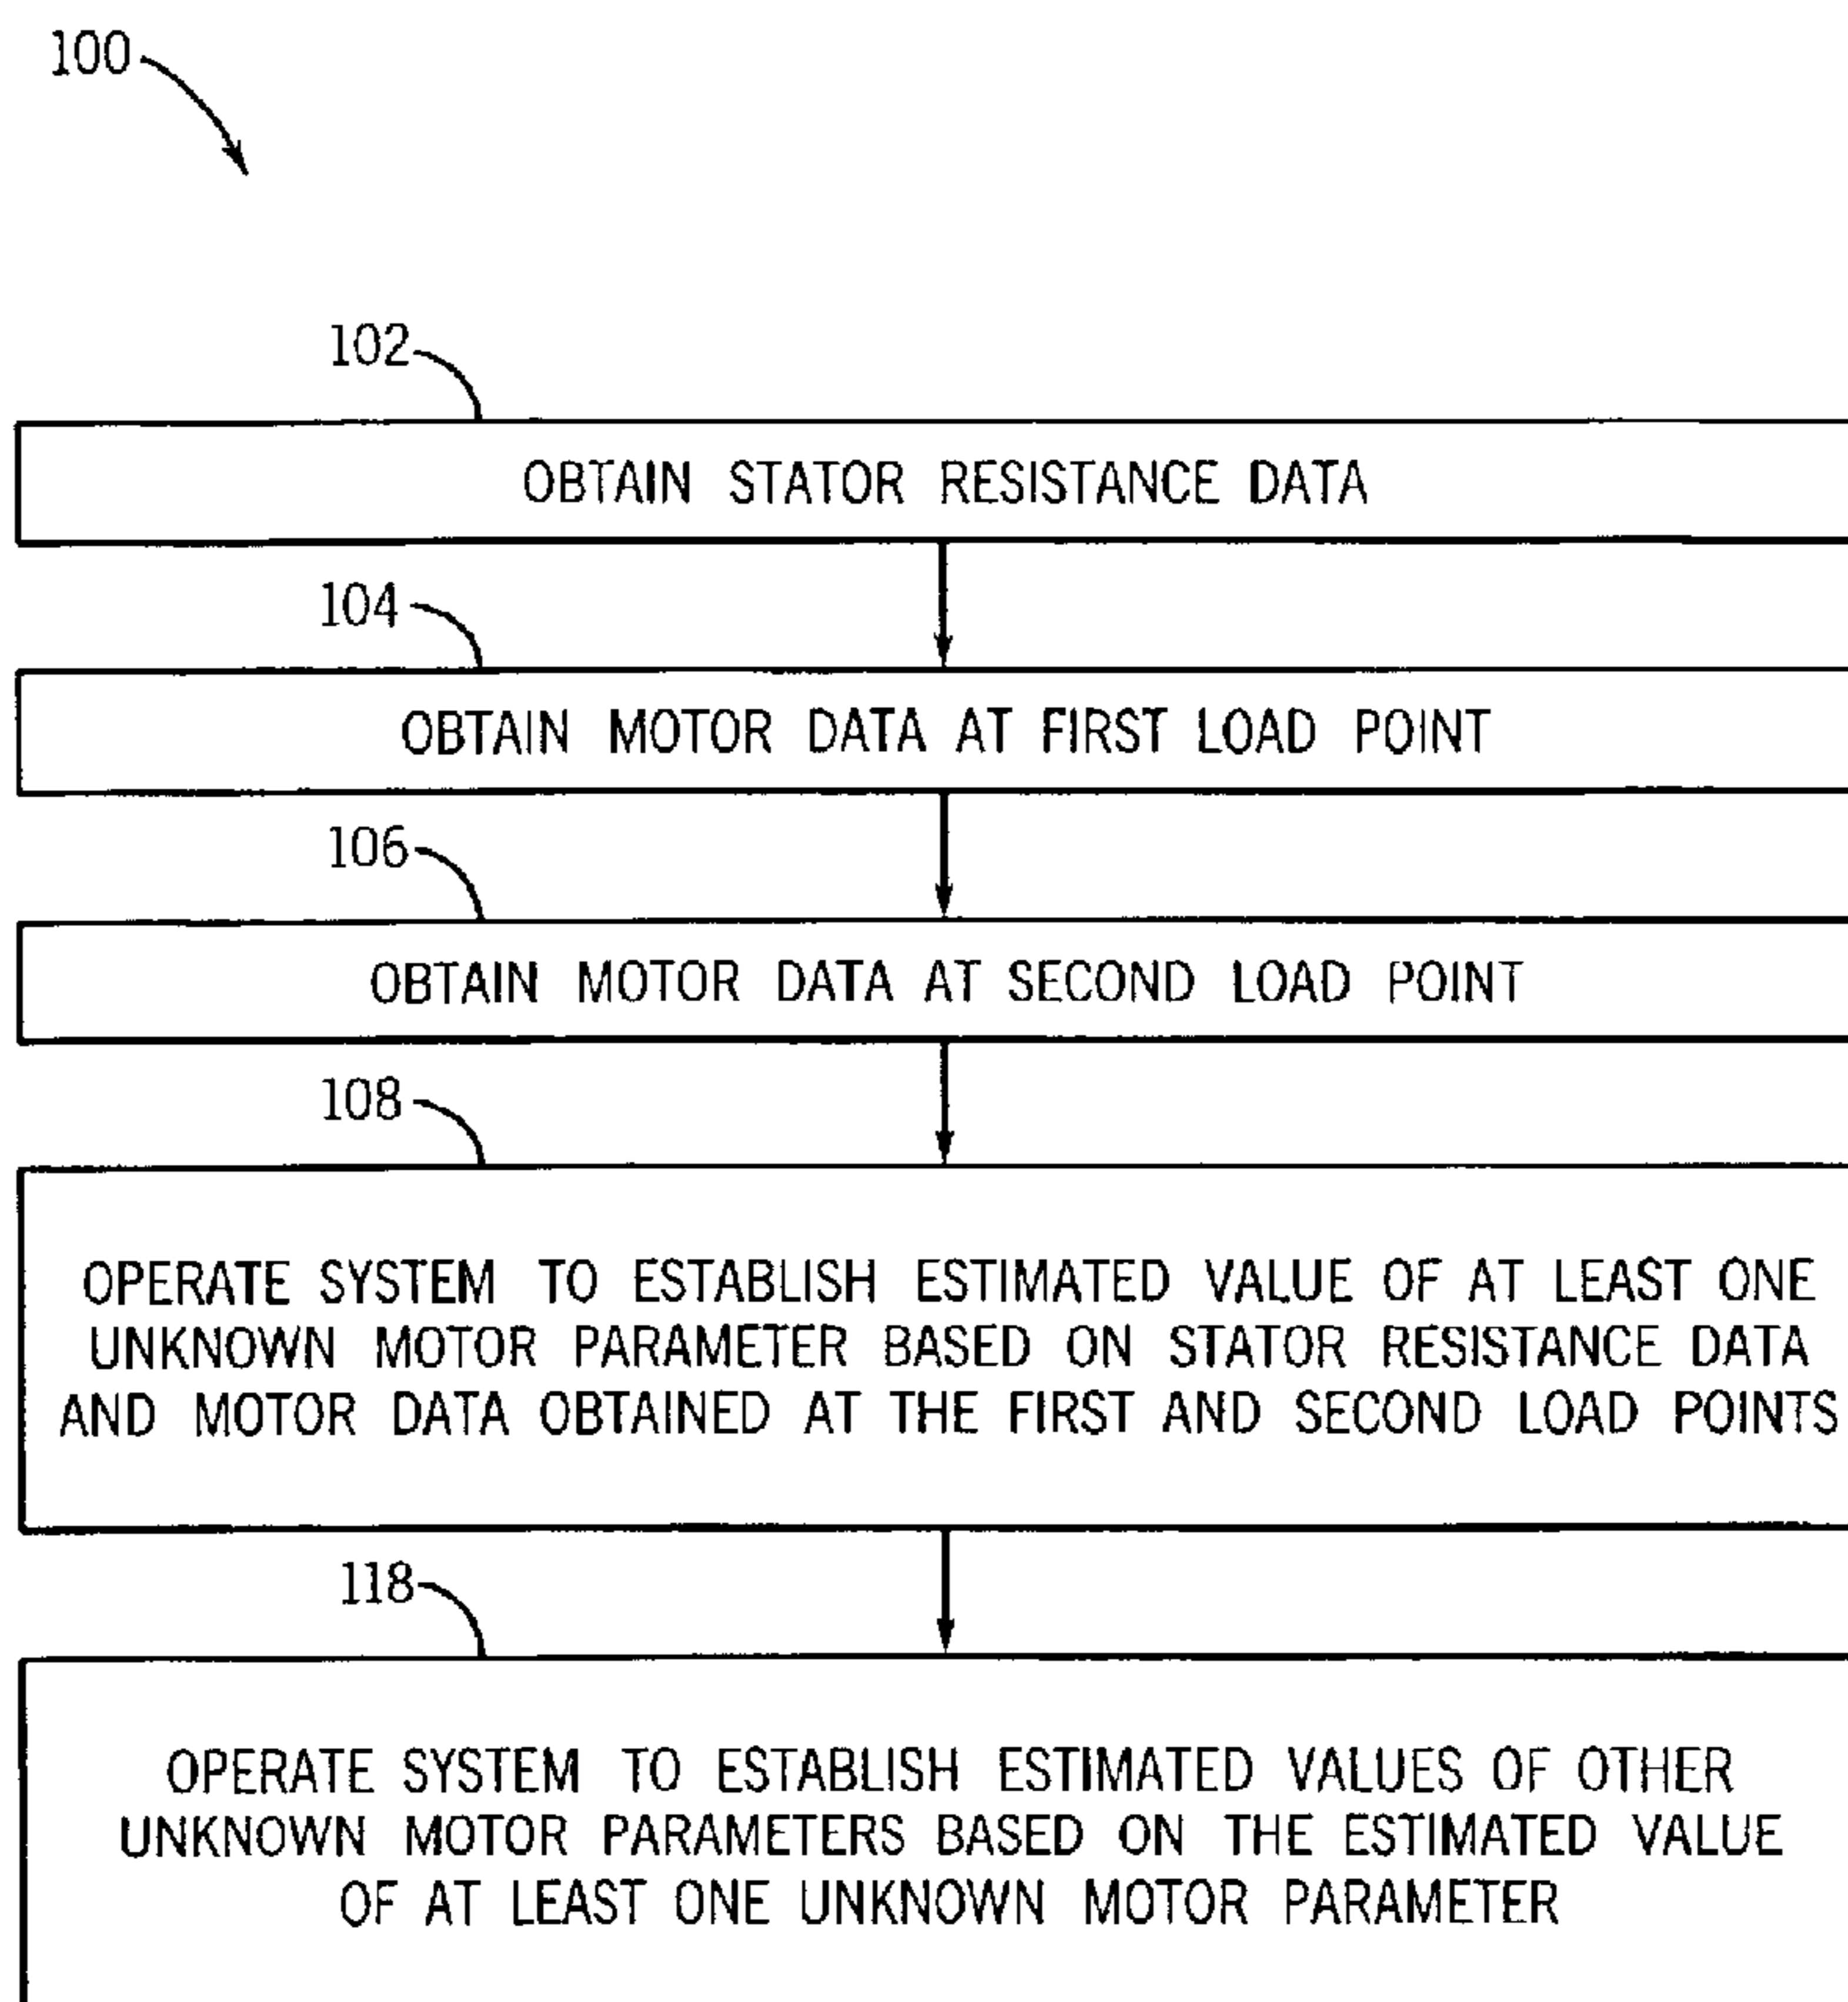 100
102
OBTAIN STATOR RESISTANCE DATA
104
OBTAIN MOTOR DATA AT FIRST LOAD POINT
106
OBTAIN MOTOR DATA AT SECOND LOAD POINT
108
OPERATE SYSTEM TO ESTABLISH ESTIMATED VALUE OF AT LEAST ONE
UNKNOWN MOTOR PARAMETER BASED ON STATOR RESISTANCE DATA
AND MOTOR DATA OBTAINED AT THE FIRST AND SECOND LOAD POINTS
118
OPERATE SYSTEM TO ESTABLISH ESTIMATED VALUES OF OTHER
UNKNOWN MOTOR PARAMETERS BASED ON THE ESTIMATED VALUE
OF AT LEAST ONE UNKNOWN MOTOR PARAMETER